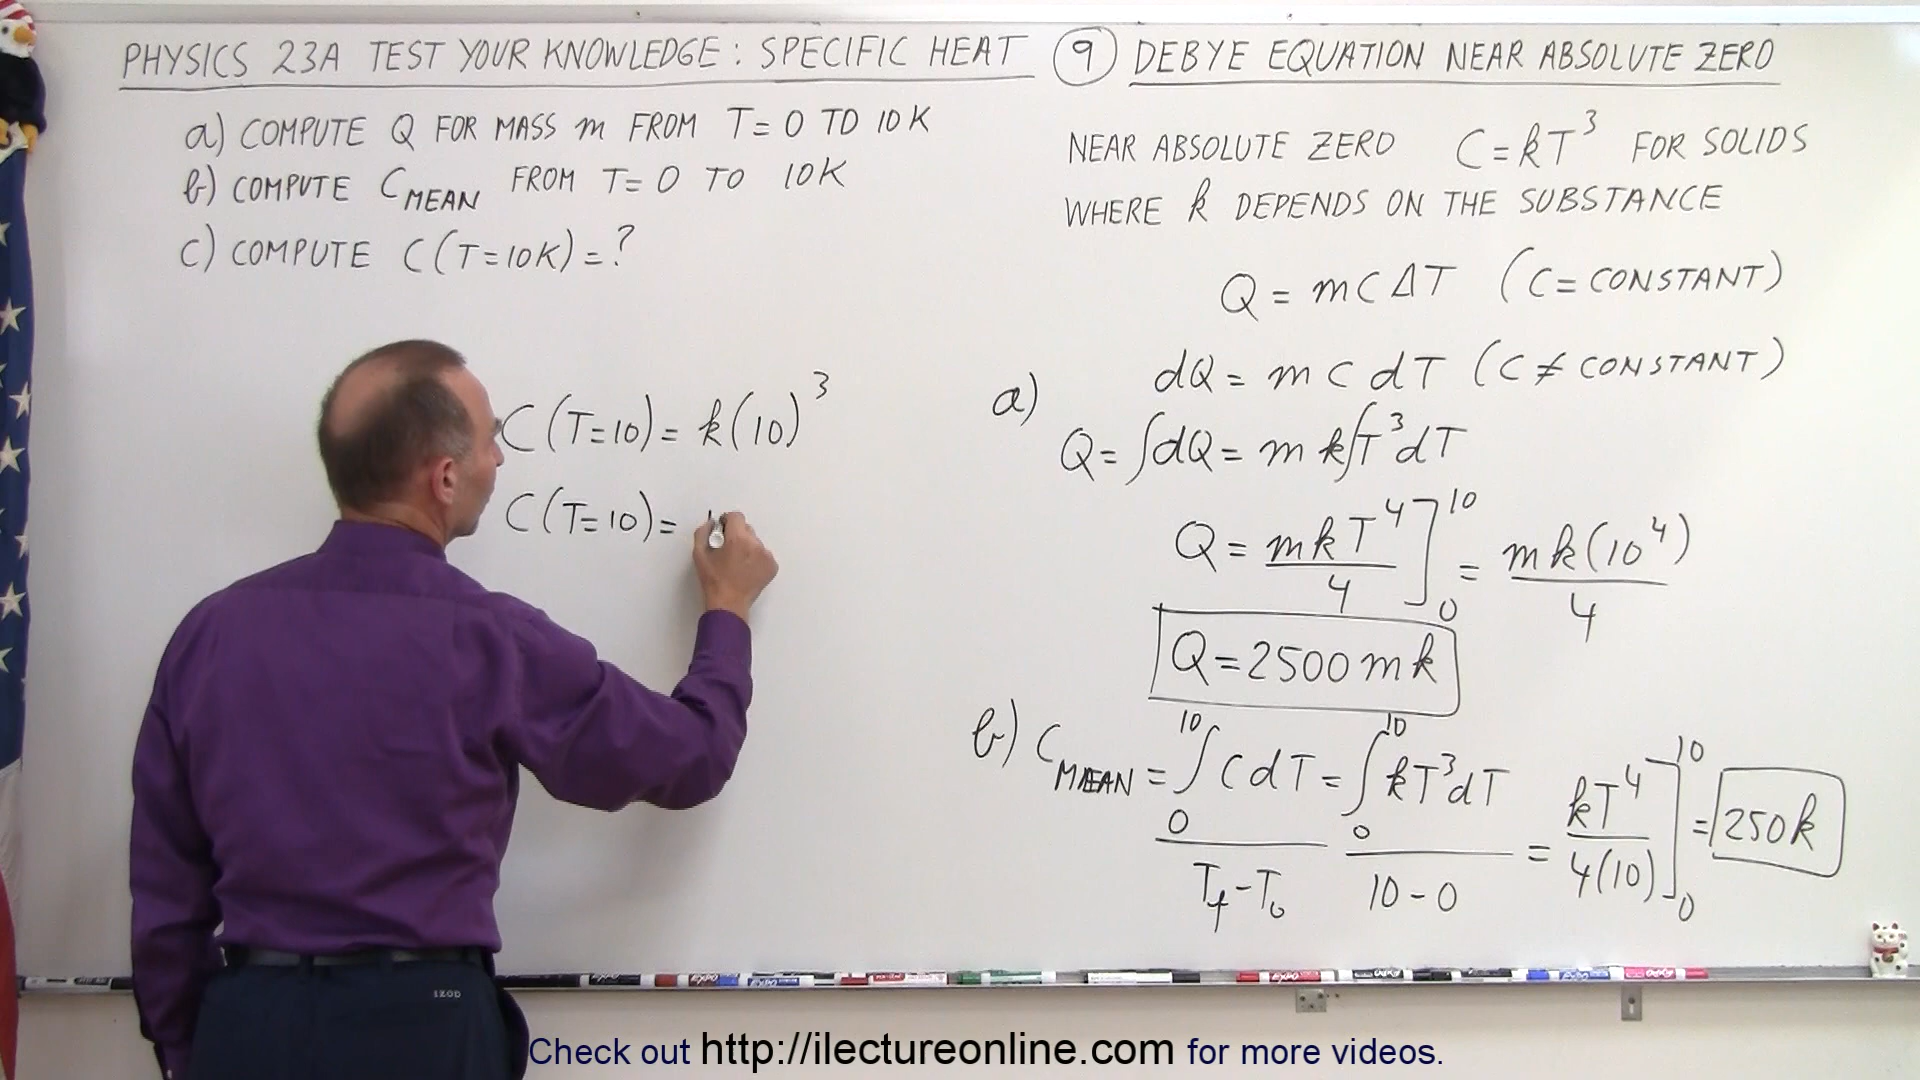 PHYSICS 23A TEST YOUR KNOWLEDGE: SPECIFIC HEAT (9) DEBYE EQUATION NEAR ABSOLUTE ZERO
a) COMPUTE Q FOR MASS m FROM T=0 TO 10K
b) COMPUTE C_MEAN FROM T=0 TO 10K
c) COMPUTE C(T=10K)=?
C(T=10)= k(10)³
C(T=10)=
NEAR ABSOLUTE ZERO C=kT³ FOR SOLIDS
WHERE k DEPENDS ON THE SUBSTANCE
Q = mCΔT (C=CONSTANT)
dQ = m C dT (C≠CONSTANT)
a)
Q=∫dQ= m k∫T³dT
Q = mkT⁴/4 ]₀¹⁰ = mk(10⁴)/4
Q=2500mk
b) C_MEAN = ∫₀¹⁰ CdT / T_f-T_0 = ∫₀¹⁰ kT³dT / 10-0 = kT⁴/4(10) ]₀¹⁰ = 250k
IZOD
Check out http://ilectureonline.com for more videos.